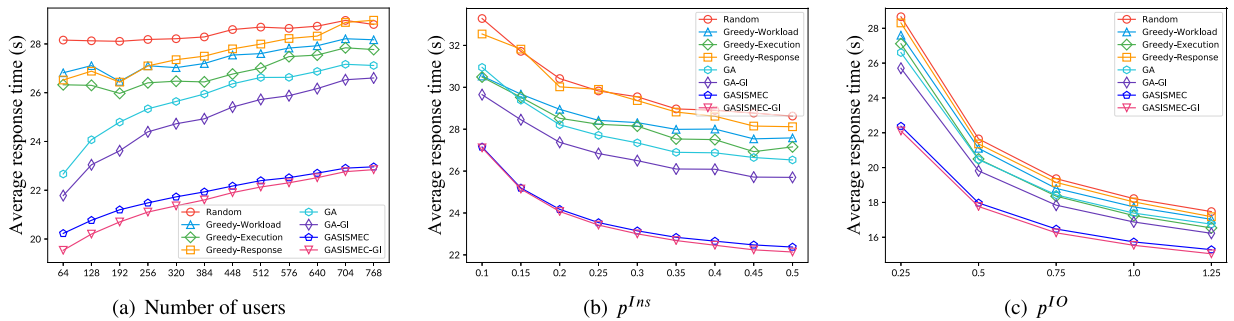 Average response time (s)
28
26
24
22
20
Random
Greedy-Workload
Greedy-Execution
Greedy-Response
GA
GA-GI
GASISMEC
GASISMEC-GI
64 128 192 256 320 384 448 512 576 640 704 768
(a) Number of users
Average response time (s)
32
30
28
26
24
22
Random
Greedy-Workload
Greedy-Execution
Greedy-Response
GA
GA-GI
GASISMEC
GASISMEC-GI
0.1 0.15 0.2 0.25 0.3 0.35 0.4 0.45 0.5
(b) p^{Ins}
Average response time (s)
28
26
24
22
20
18
16
Random
Greedy-Workload
Greedy-Execution
Greedy-Response
GA
GA-GI
GASISMEC
GASISMEC-GI
0.25 0.5 0.75 1.0 1.25
(c) p^{IO}